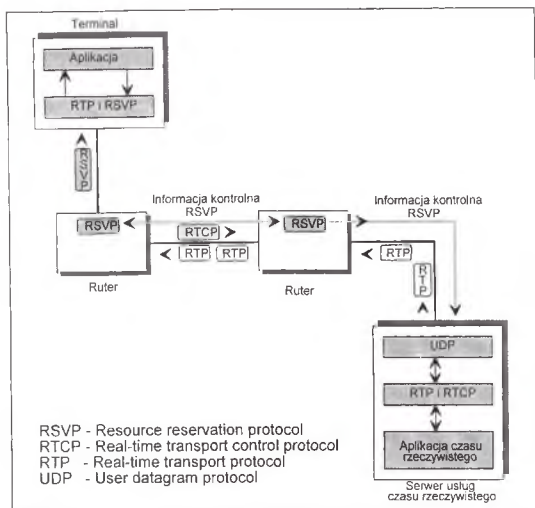 Terminal
Aplikacja
RTP i RSVP
RSVP
Informacja kontrolna
RSVP
Informacja kontrolna
RSVP
RSVP
RTCP
RSVP
RTP RTP
RTP
Ruter
Ruter
RTP
UDP
RTP i RTCP
Aplikacja czasu
rzeczywistego
Serwer usług
czasu rzeczywistego
RSVP - Resource reservation protocol
RTCP - Real-time transport control protocol
RTP - Real-time transport protocol
UDP - User datagram protocol